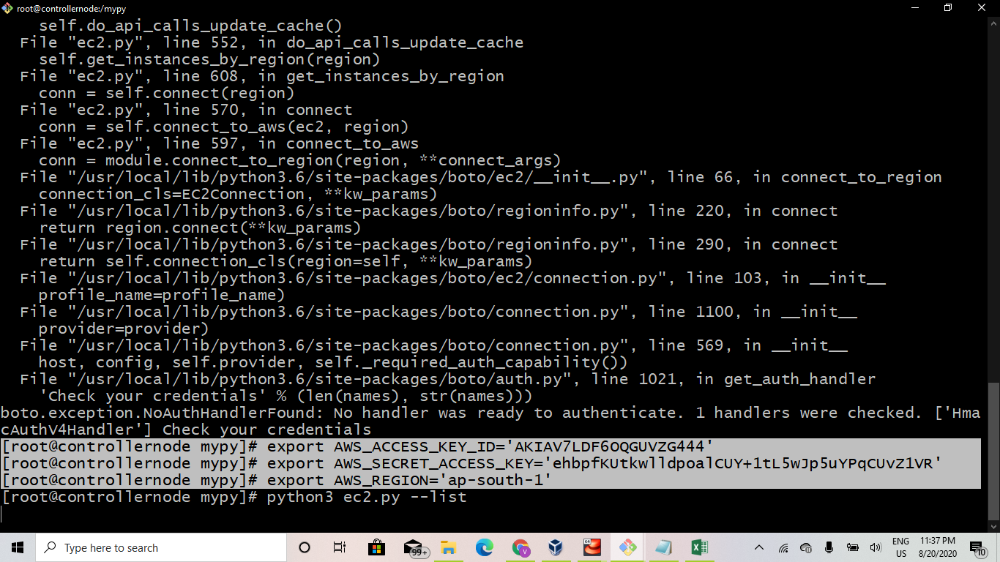 root@controllernode:/mypy
self.do_api_calls_update_cache()
File "ec2.py", line 552, in do_api_calls_update_cache
self.get_instances_by_region(region)
File "ec2.py", line 608, in get_instances_by_region
conn = self.connect(region)
File "ec2.py", line 570, in connect
conn = self.connect_to_aws(ec2, region)
File "ec2.py", line 597, in connect_to_aws
conn = module.connect_to_region(region, **connect_args)
File "/usr/local/lib/python3.6/site-packages/boto/ec2/__init__.py", line 66, in connect_to_region
connection_cls=EC2Connection, **kw_params)
File "/usr/local/lib/python3.6/site-packages/boto/regioninfo.py", line 220, in connect
return region.connect(**kw_params)
File "/usr/local/lib/python3.6/site-packages/boto/regioninfo.py", line 290, in connect
return self.connection_cls(region=self, **kw_params)
File "/usr/local/lib/python3.6/site-packages/boto/ec2/connection.py", line 103, in __init__
profile_name=profile_name)
File "/usr/local/lib/python3.6/site-packages/boto/connection.py", line 1100, in __init__
provider=provider)
File "/usr/local/lib/python3.6/site-packages/boto/connection.py", line 569, in __init__
host, config, self.provider, self._required_auth_capability())
File "/usr/local/lib/python3.6/site-packages/boto/auth.py", line 1021, in get_auth_handler
'Check your credentials' % (len(names), str(names)))
boto.exception.NoAuthHandlerFound: No handler was ready to authenticate. 1 handlers were checked. ['Hma
cAuthV4Handler'] Check your credentials
[root@controllernode mypy]# export AWS_ACCESS_KEY_ID='AKIAV7LDF6OQGUVZG444'
[root@controllernode mypy]# export AWS_SECRET_ACCESS_KEY='ehbpfKUtkwlldpoalCUY+1tL5wJp5uYPqCUvZ1VR'
[root@controllernode mypy]# export AWS_REGION='ap-south-1'
[root@controllernode mypy]# python3 ec2.py --list
Type here to search
99+
V
64
ENG
US
11:37 PM
8/20/2020
10